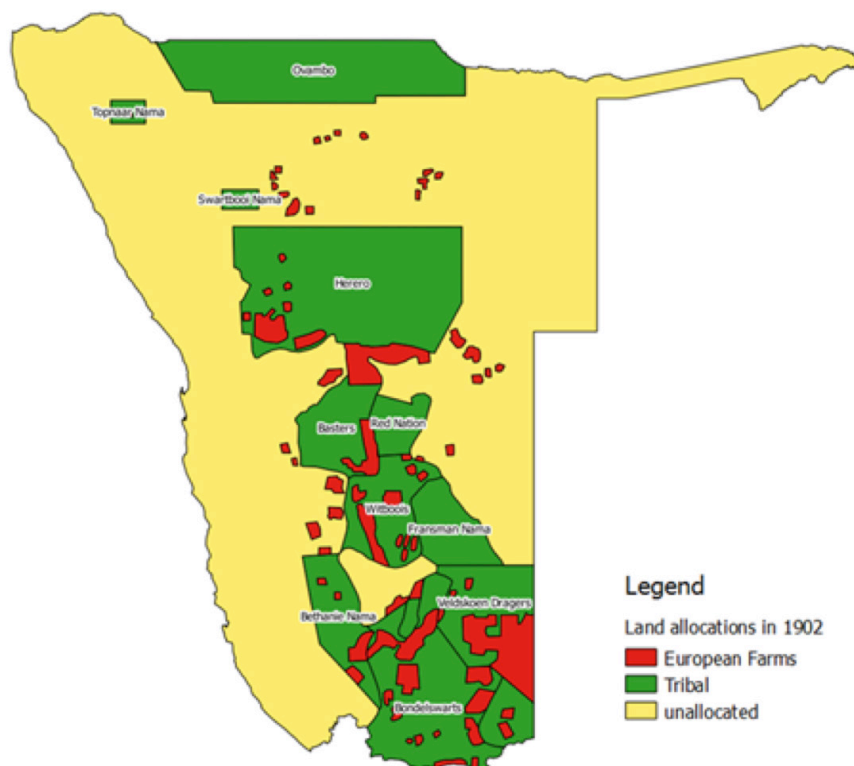 Ovambo
Topnaar Nama
Swartbooi Nama
Herero
Basters
Red Nation
Witboois
Fransman Nama
Bethanie Nama
Veldskoen Dragers
Bondelswarts
Legend
Land allocations in 1902
European Farms
Tribal
unallocated